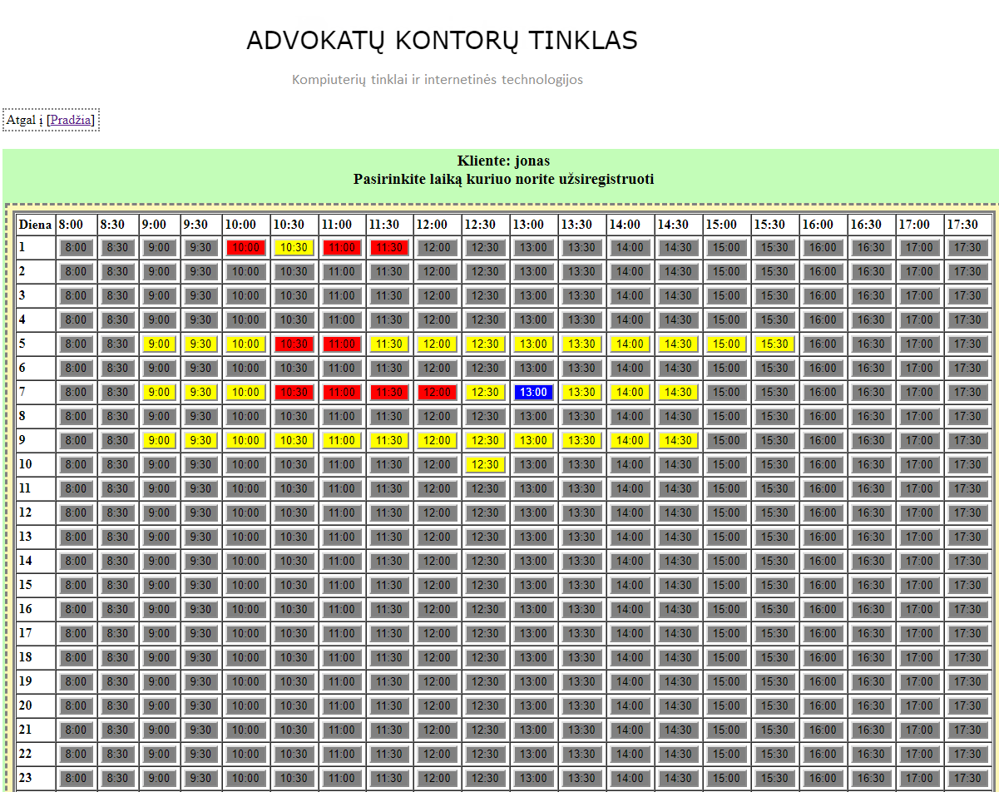 ADVOKATŲ KONTORŲ TINKLAS
Kompiuterių tinklai ir internetinės technologijos
Atgal į [Pradžia]
Kliente: jonas
Pasirinkite laiką kuriuo norite užsiregistruoti
Diena 8:00 8:30 9:00 9:30 10:00 10:30 11:00 11:30 12:00 12:30 13:00 13:30 14:00 14:30 15:00 15:30 16:00 16:30 17:00 17:30
1 8:00 8:30 9:00 9:30 10:00 10:30 11:00 11:30 12:00 12:30 13:00 13:30 14:00 14:30 15:00 15:30 16:00 16:30 17:00 17:30
2 8:00 8:30 9:00 9:30 10:00 10:30 11:00 11:30 12:00 12:30 13:00 13:30 14:00 14:30 15:00 15:30 16:00 16:30 17:00 17:30
3 8:00 8:30 9:00 9:30 10:00 10:30 11:00 11:30 12:00 12:30 13:00 13:30 14:00 14:30 15:00 15:30 16:00 16:30 17:00 17:30
4 8:00 8:30 9:00 9:30 10:00 10:30 11:00 11:30 12:00 12:30 13:00 13:30 14:00 14:30 15:00 15:30 16:00 16:30 17:00 17:30
5 8:00 8:30 9:00 9:30 10:00 10:30 11:00 11:30 12:00 12:30 13:00 13:30 14:00 14:30 15:00 15:30 16:00 16:30 17:00 17:30
6 8:00 8:30 9:00 9:30 10:00 10:30 11:00 11:30 12:00 12:30 13:00 13:30 14:00 14:30 15:00 15:30 16:00 16:30 17:00 17:30
7 8:00 8:30 9:00 9:30 10:00 10:30 11:00 11:30 12:00 12:30 13:00 13:30 14:00 14:30 15:00 15:30 16:00 16:30 17:00 17:30
8 8:00 8:30 9:00 9:30 10:00 10:30 11:00 11:30 12:00 12:30 13:00 13:30 14:00 14:30 15:00 15:30 16:00 16:30 17:00 17:30
9 8:00 8:30 9:00 9:30 10:00 10:30 11:00 11:30 12:00 12:30 13:00 13:30 14:00 14:30 15:00 15:30 16:00 16:30 17:00 17:30
10 8:00 8:30 9:00 9:30 10:00 10:30 11:00 11:30 12:00 12:30 13:00 13:30 14:00 14:30 15:00 15:30 16:00 16:30 17:00 17:30
11 8:00 8:30 9:00 9:30 10:00 10:30 11:00 11:30 12:00 12:30 13:00 13:30 14:00 14:30 15:00 15:30 16:00 16:30 17:00 17:30
12 8:00 8:30 9:00 9:30 10:00 10:30 11:00 11:30 12:00 12:30 13:00 13:30 14:00 14:30 15:00 15:30 16:00 16:30 17:00 17:30
13 8:00 8:30 9:00 9:30 10:00 10:30 11:00 11:30 12:00 12:30 13:00 13:30 14:00 14:30 15:00 15:30 16:00 16:30 17:00 17:30
14 8:00 8:30 9:00 9:30 10:00 10:30 11:00 11:30 12:00 12:30 13:00 13:30 14:00 14:30 15:00 15:30 16:00 16:30 17:00 17:30
15 8:00 8:30 9:00 9:30 10:00 10:30 11:00 11:30 12:00 12:30 13:00 13:30 14:00 14:30 15:00 15:30 16:00 16:30 17:00 17:30
16 8:00 8:30 9:00 9:30 10:00 10:30 11:00 11:30 12:00 12:30 13:00 13:30 14:00 14:30 15:00 15:30 16:00 16:30 17:00 17:30
17 8:00 8:30 9:00 9:30 10:00 10:30 11:00 11:30 12:00 12:30 13:00 13:30 14:00 14:30 15:00 15:30 16:00 16:30 17:00 17:30
18 8:00 8:30 9:00 9:30 10:00 10:30 11:00 11:30 12:00 12:30 13:00 13:30 14:00 14:30 15:00 15:30 16:00 16:30 17:00 17:30
19 8:00 8:30 9:00 9:30 10:00 10:30 11:00 11:30 12:00 12:30 13:00 13:30 14:00 14:30 15:00 15:30 16:00 16:30 17:00 17:30
20 8:00 8:30 9:00 9:30 10:00 10:30 11:00 11:30 12:00 12:30 13:00 13:30 14:00 14:30 15:00 15:30 16:00 16:30 17:00 17:30
21 8:00 8:30 9:00 9:30 10:00 10:30 11:00 11:30 12:00 12:30 13:00 13:30 14:00 14:30 15:00 15:30 16:00 16:30 17:00 17:30
22 8:00 8:30 9:00 9:30 10:00 10:30 11:00 11:30 12:00 12:30 13:00 13:30 14:00 14:30 15:00 15:30 16:00 16:30 17:00 17:30
23 8:00 8:30 9:00 9:30 10:00 10:30 11:00 11:30 12:00 12:30 13:00 13:30 14:00 14:30 15:00 15:30 16:00 16:30 17:00 17:30